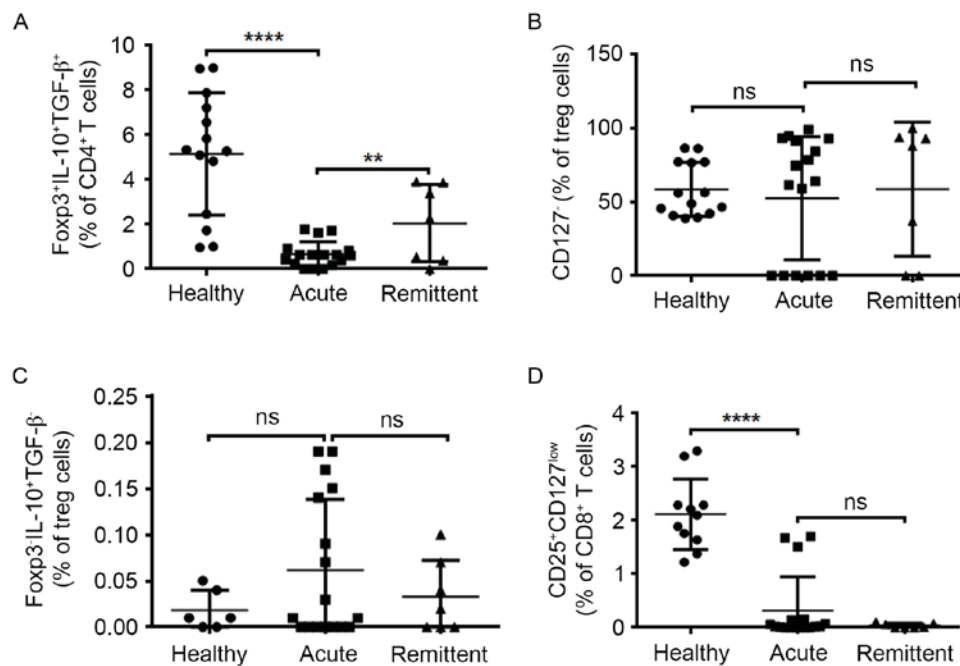 A
Foxp3⁺IL-10⁺TGF-β⁺
(% of CD4⁺ T cells)
10
8
6
4
2
0
****
**
Healthy
Acute
Remittent
B
CD127⁻ (% of treg cells)
150
100
50
0
ns
ns
Healthy
Acute
Remittent
C
Foxp3⁻IL-10⁺TGF-β⁻
(% of treg cells)
0.25
0.20
0.15
0.10
0.05
0.00
ns
ns
Healthy
Acute
Remittent
D
CD25⁺CD127ˡᵒʷ
(% of CD8⁺ T cells)
4
3
2
1
0
****
ns
Healthy
Acute
Remittent